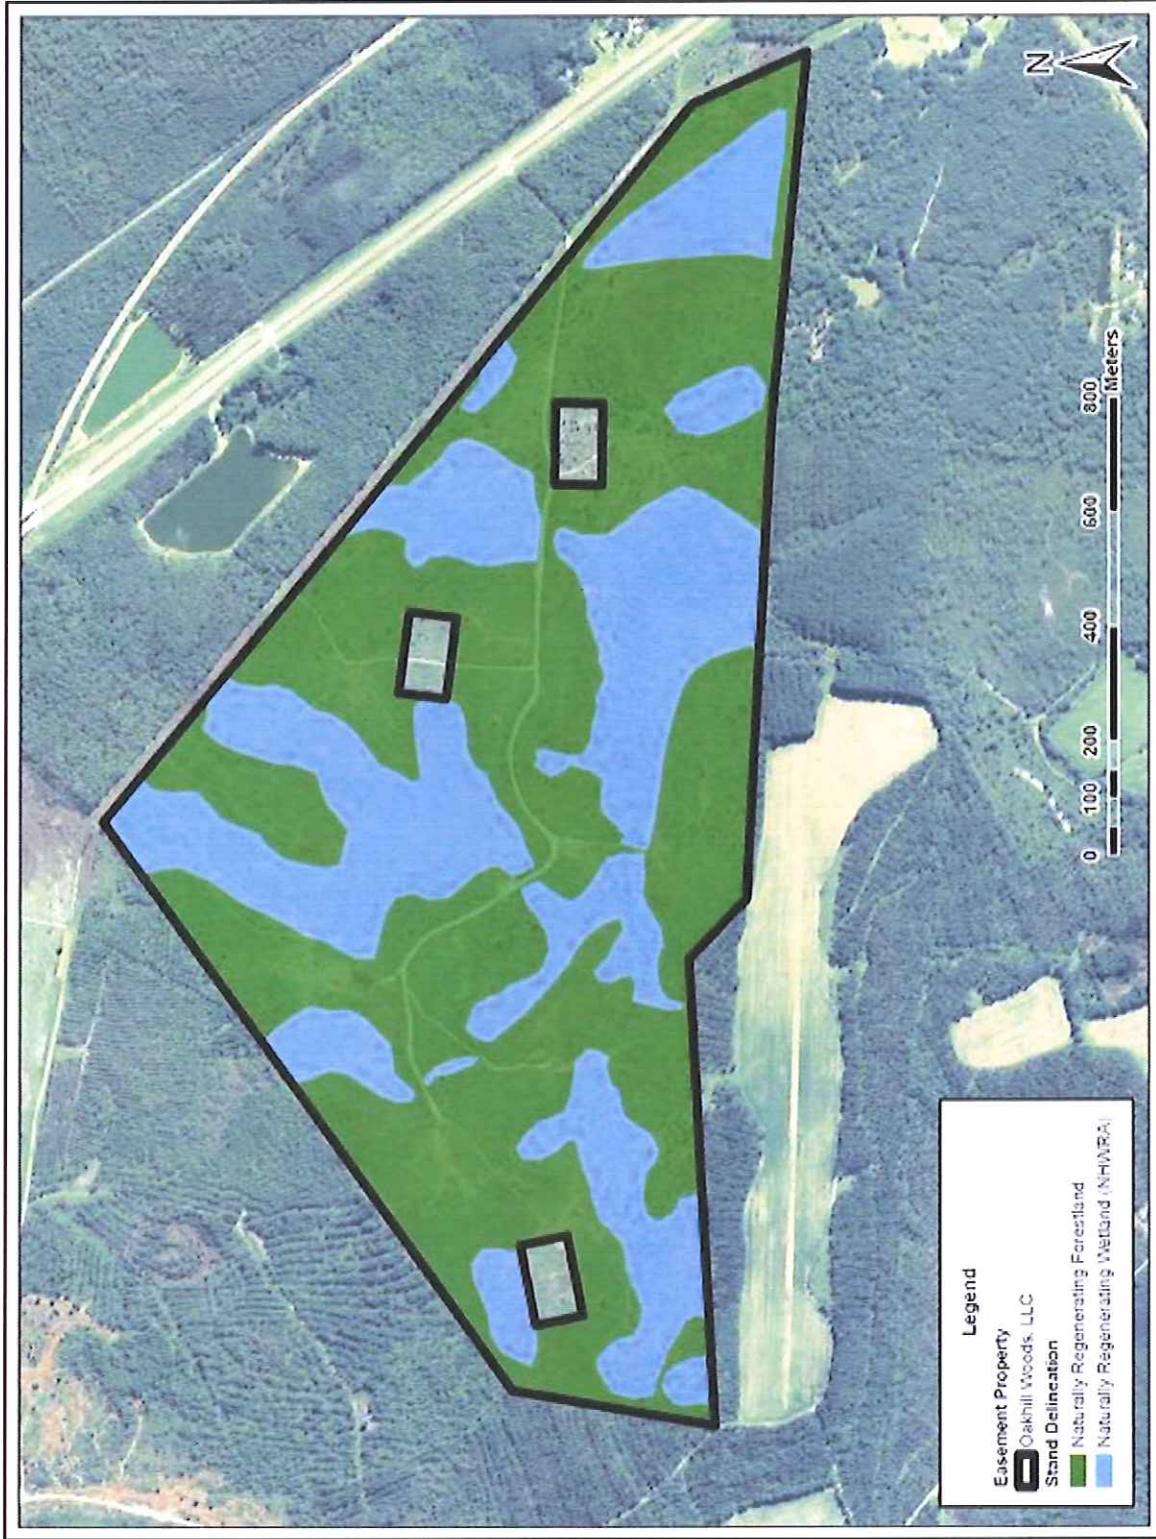 N
0 100 200 400 600 800
Meters
Legend
Easement Property
Oakhill Woods, LLC
Stand Delineation
Naturally Regenerating Forestland
Naturally Regenerating Wetland (NHWRA)